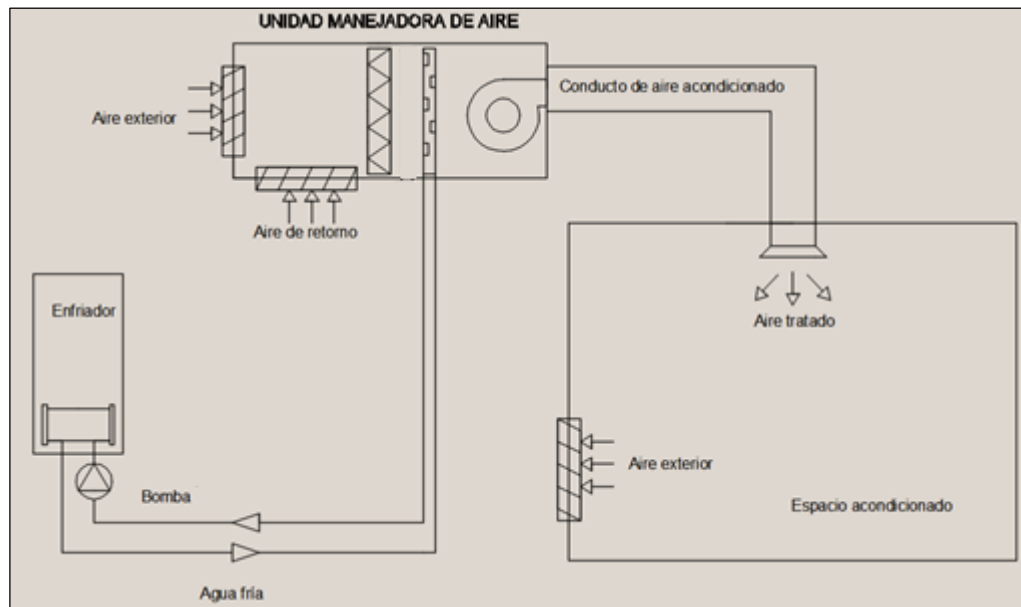 UNIDAD MANEJADORA DE AIRE
Conducto de aire acondicionado
Aire exterior
Aire de retorno
Enfriador
Aire tratado
Aire exterior
Bomba
Espacio acondicionado
Agua fría